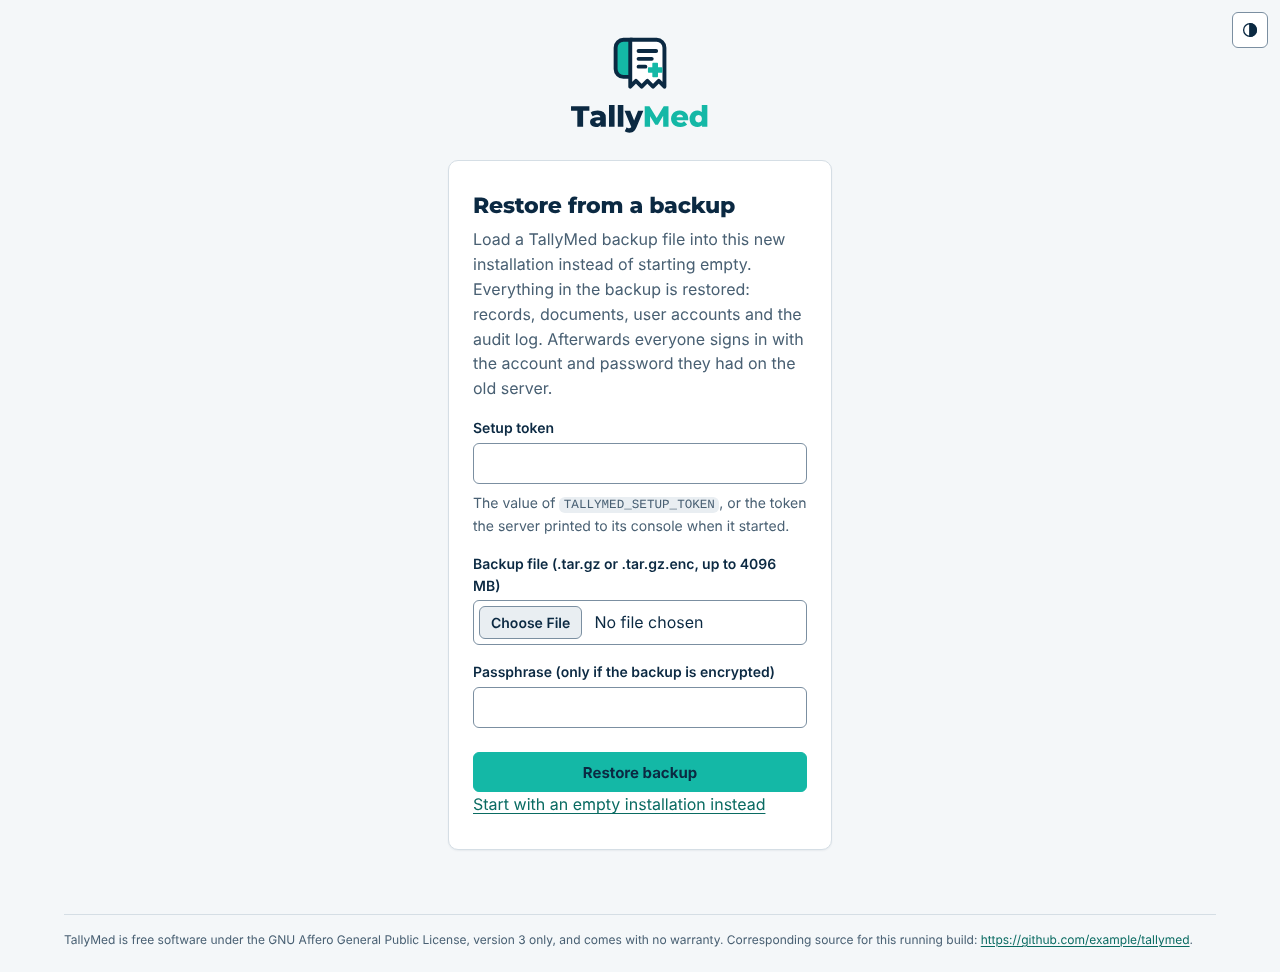 TallyMed
Restore from a backup
Load a TallyMed backup file into this new
installation instead of starting empty.
Everything in the backup is restored:
records, documents, user accounts and the
audit log. Afterwards everyone signs in with
the account and password they had on the
old server.
Setup token
The value of TALLYMED_SETUP_TOKEN, or the token
the server printed to its console when it started.
Backup file (.tar.gz or .tar.gz.enc, up to 4096
MB)
Choose File No file chosen
Passphrase (only if the backup is encrypted)
Restore backup
Start with an empty installation instead
TallyMed is free software under the GNU Affero General Public License, version 3 only, and comes with no warranty. Corresponding source for this running build: https://github.com/example/tallymed.